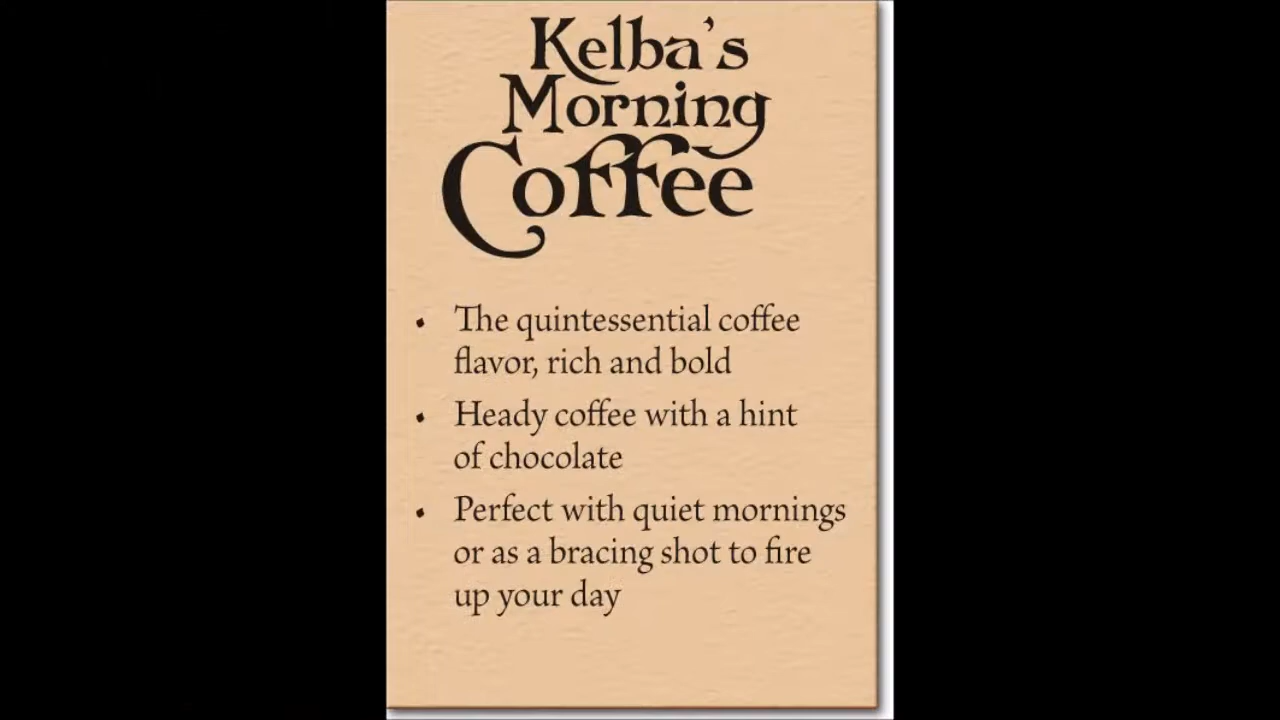 Kelba's
Morning
Coffee
• The quintessential coffee
flavor, rich and bold
• Heady coffee with a hint
of chocolate
• Perfect with quiet mornings
or as a bracing shot to fire
up your day